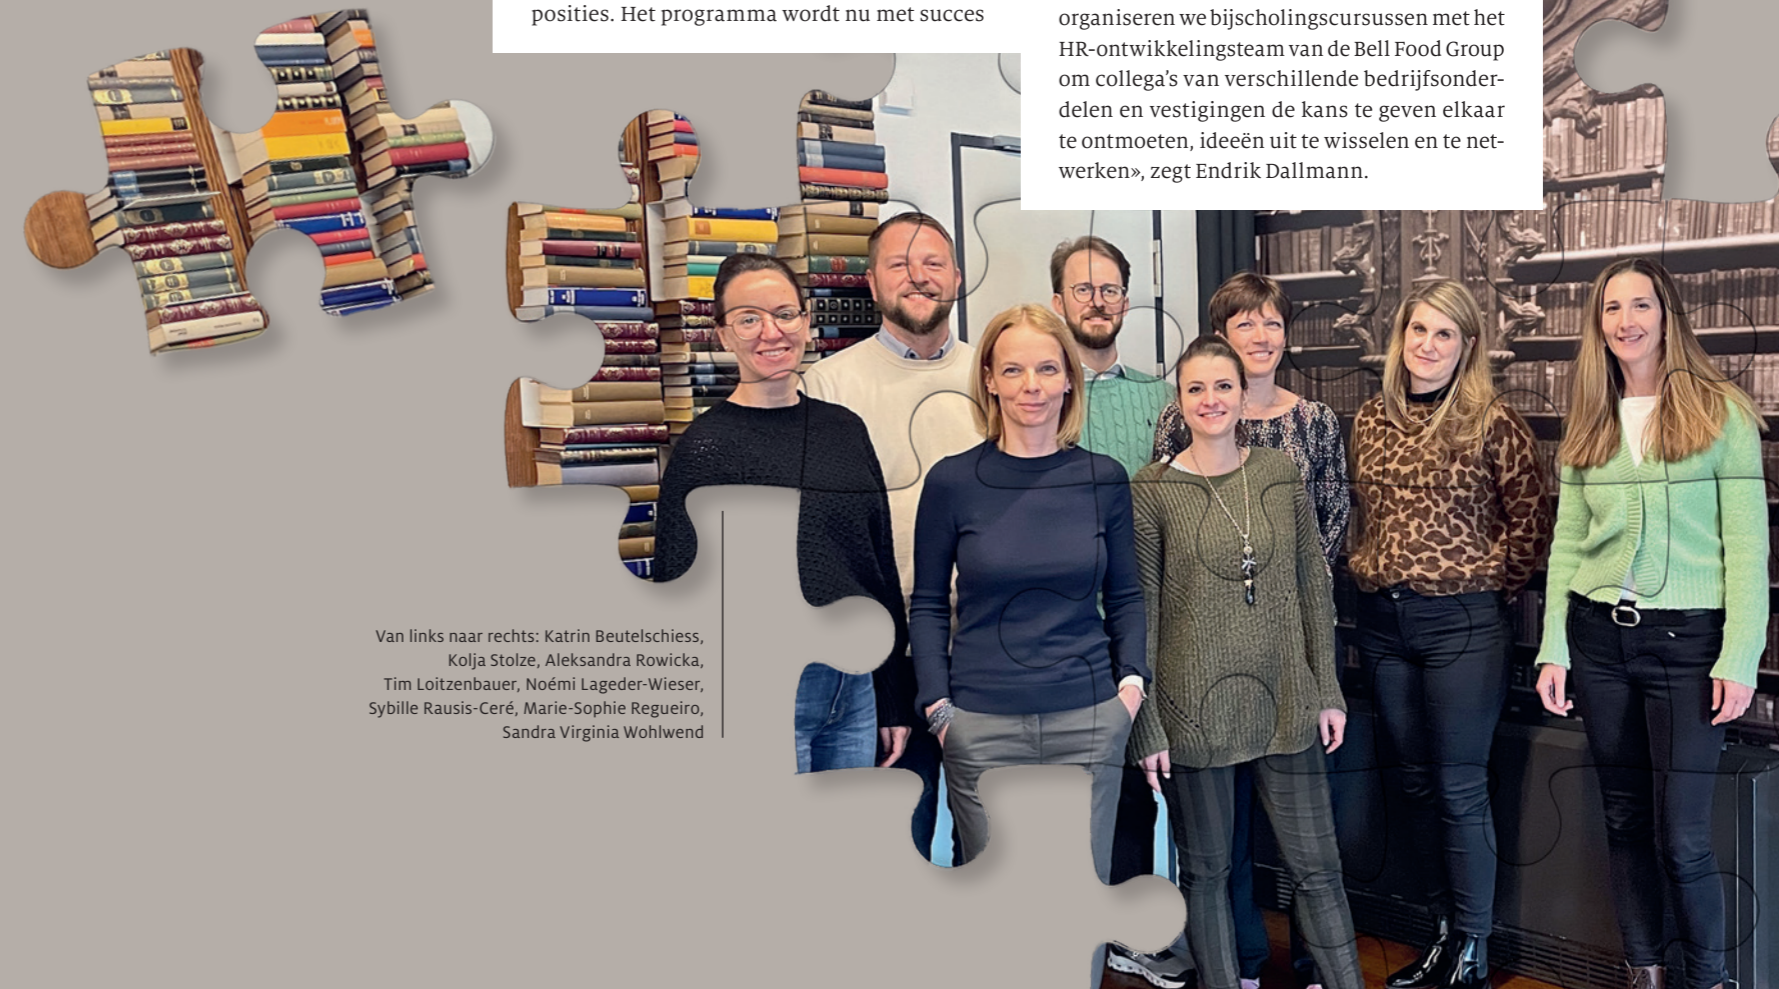 posities. Het programma wordt nu met succes
organiseren we bijscholingscursussen met het
HR-ontwikkelingsteam van de Bell Food Group
om collega's van verschillende bedrijfsonder-
delen en vestigingen de kans te geven elkaar
te ontmoeten, ideeën uit te wisselen en te net-
werken», zegt Endrik Dallmann.
Van links naar rechts: Katrin Beutelschiess,
Kolja Stolze, Aleksandra Rowicka,
Tim Loitzenbauer, Noémi Lageder-Wieser,
Sybille Rausis-Ceré, Marie-Sophie Regueiro,
Sandra Virginia Wohlwend